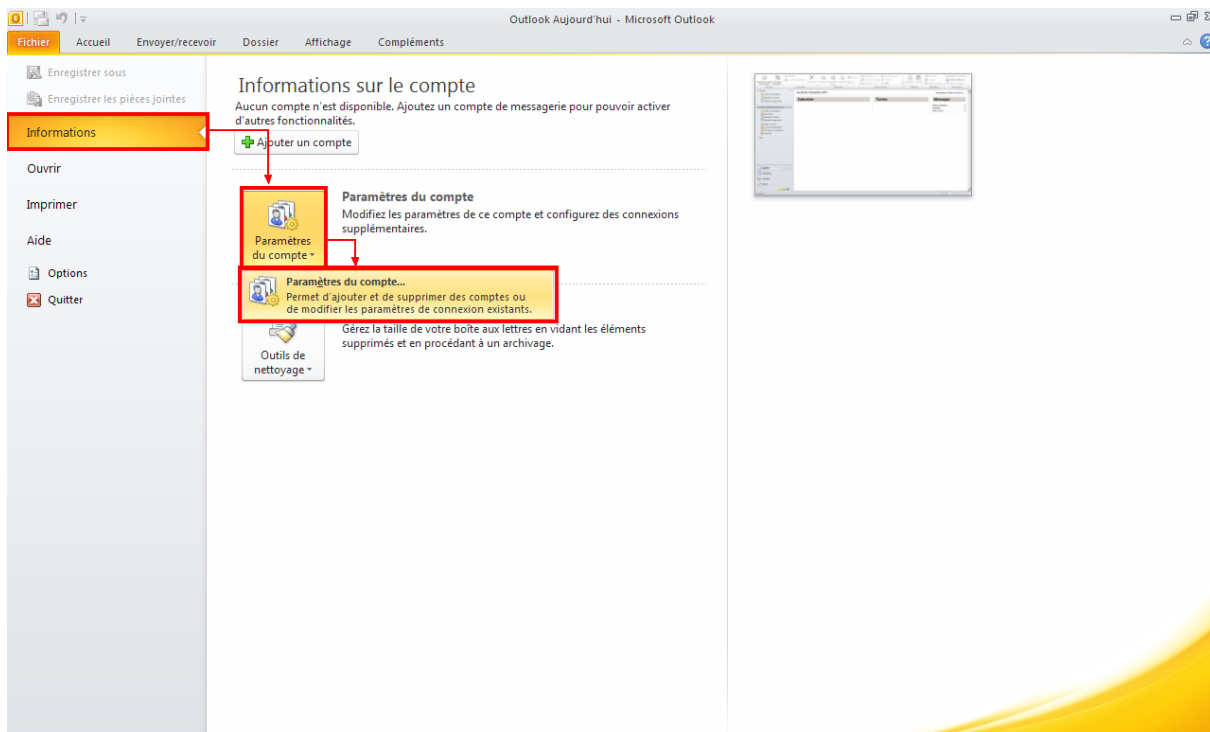 Outlook Aujourd'hui - Microsoft Outlook
Fichier Accueil Envoyer/recevoir Dossier Affichage Compléments
Enregistrer sous
Enregistrer les pièces jointes
Informations
Ouvrir
Imprimer
Aide
Options
Quitter
Informations sur le compte
Aucun compte n'est disponible. Ajoutez un compte de messagerie pour pouvoir activer
d'autres fonctionnalités.
Ajouter un compte
Paramètres
du compte
Paramètres du compte
Modifiez les paramètres de ce compte et configurez des connexions
supplémentaires.
Paramètres du compte...
Permet d'ajouter et de supprimer des comptes ou
de modifier les paramètres de connexion existants.
Outils de
nettoyage
Gérez la taille de votre boîte aux lettres en vidant les éléments
supprimés et en procédant à un archivage.
Calendrier Tâches Messages